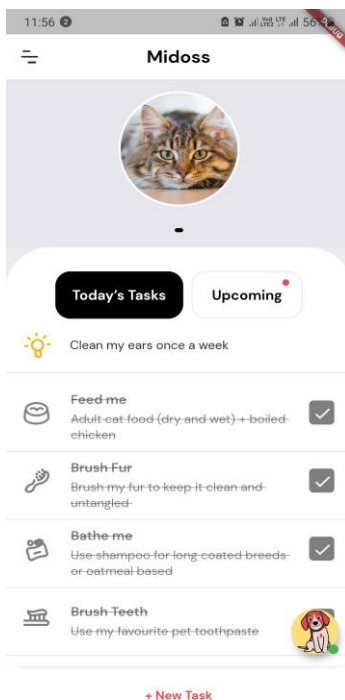 11:56 2
56%
Midoss
Today's Tasks
Upcoming
Clean my ears once a week
Feed me
Adult cat food (dry and wet) + boiled
chicken
Brush Fur
Brush my fur to keep it clean and
untangled
Bathe me
Use shampoo for long coated breeds
or oatmeal based
Brush Teeth
Use my favourite pet toothpaste
+ New Task